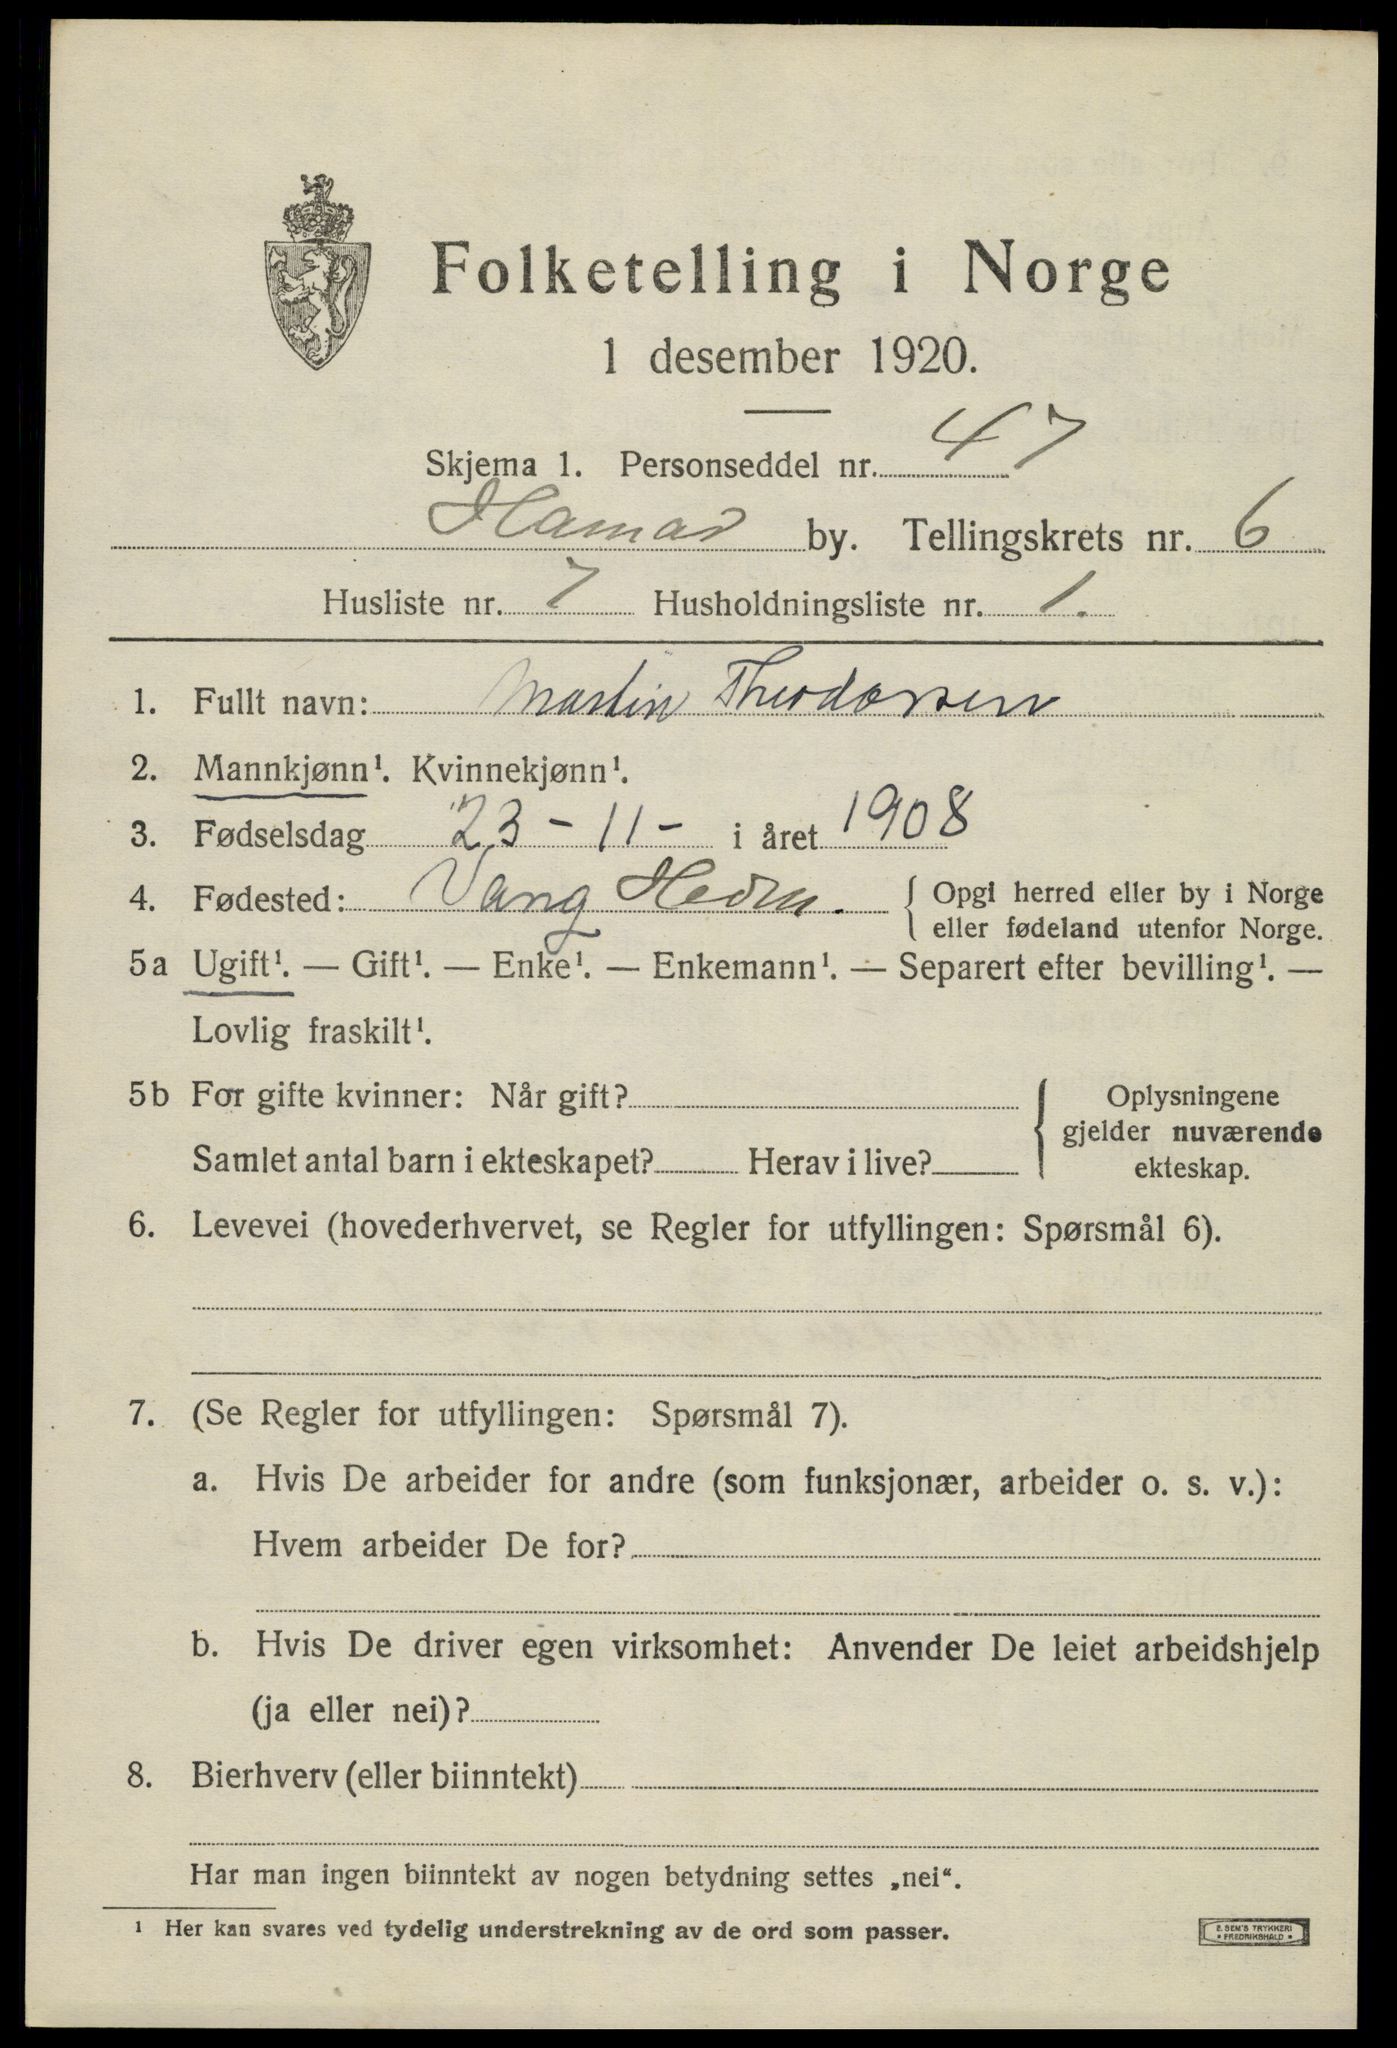 Folketelling i Norge
1 desember 1920.
Skjema 1. Personseddel nr. 47
Hamar by. Tellingskrets nr. 6
Husliste nr. 7 Husholdningsliste nr. 1.
1. Fullt navn: Martin Theodorsen
2. Mannkjønn¹. Kvinnekjønn¹.
3. Fødselsdag 23-11- i året 1908
4. Fødested: Vang Hedm. { Opgi herred eller by i Norge
eller fødeland utenfor Norge.
5a Ugift¹. — Gift¹. — Enke¹. — Enkemann¹. — Separert efter bevilling¹. —
Lovlig fraskilt¹.
5b For gifte kvinner: Når gift? { Oplysningene
gjelder nuværende
Samlet antal barn i ekteskapet? Herav i live?
ekteskap.
6. Levevei (hovederhvervet, se Regler for utfyllingen: Spørsmål 6).
7. (Se Regler for utfyllingen: Spørsmål 7).
a. Hvis De arbeider for andre (som funksjonær, arbeider o. s. v.):
Hvem arbeider De for?
b. Hvis De driver egen virksomhet: Anvender De leiet arbeidshjelp
(ja eller nei)?
8. Bierhverv (eller biinntekt)
Har man ingen biinntekt av nogen betydning settes „nei“.
¹ Her kan svares ved tydelig understrekning av de ord som passer.
E. SEM'S TRYKKERI
• FREDRIKSHALD •